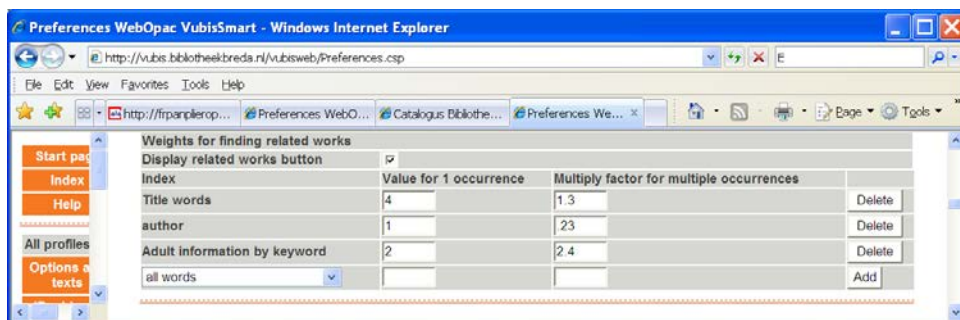 Preferences WebOpac VubisSmart - Windows Internet Explorer
http://vubis.bibliotheekbreda.nl/vubisweb/Preferences.csp
E
File Edit View Favorites Tools Help
http://frpanplierop... Preferences WebO... Catalogus Bibliothe... Preferences We... x Page Tools »
Start pag
Index
Help
All profiles
Options a
texts
Weights for finding related works
Display related works button
Index Value for 1 occurrence Multiply factor for multiple occurrences
Title words 4 1.3 Delete
author 1 .23 Delete
Adult information by keyword 2 2.4 Delete
all words Add